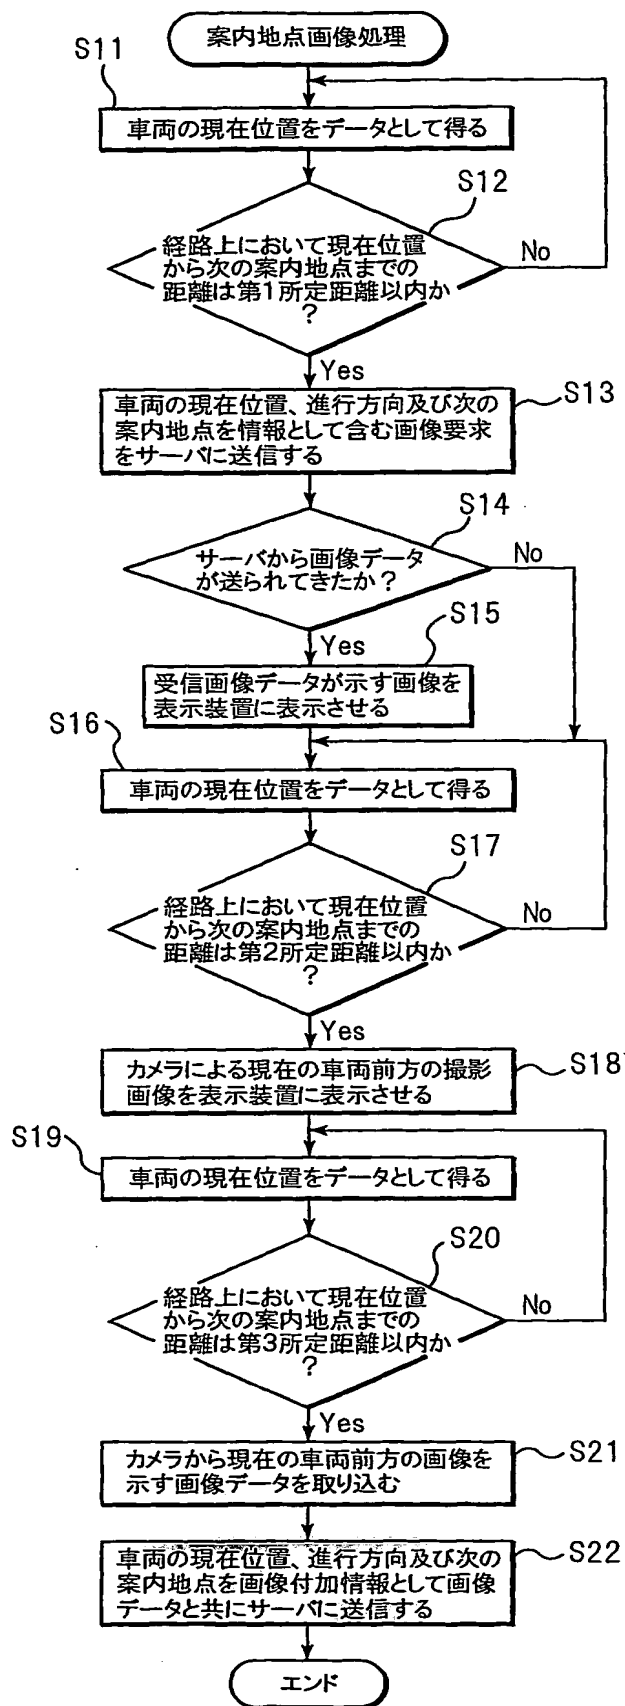 案内地点画像処理
S11
車両の現在位置をデータとして得る
S12
経路上において現在位置
から次の案内地点までの
距離は第1所定距離以内か
?
No
Yes
車両の現在位置、進行方向及び次の
案内地点を情報として含む画像要求
をサーバに送信する
S13
S14
サーバから画像データ
が送られてきたか?
No
Yes
S15
受信画像データが示す画像を
表示装置に表示させる
S16
車両の現在位置をデータとして得る
S17
経路上において現在位置
から次の案内地点までの
距離は第2所定距離以内か
?
No
Yes
カメラによる現在の車両前方の撮影
画像を表示装置に表示させる
S18
S19
車両の現在位置をデータとして得る
S20
経路上において現在位置
から次の案内地点までの
距離は第3所定距離以内か
?
No
Yes
カメラから現在の車両前方の画像を
示す画像データを取り込む
S21
車両の現在位置、進行方向及び次の
案内地点を画像付加情報として画像
データと共にサーバに送信する
S22
エンド